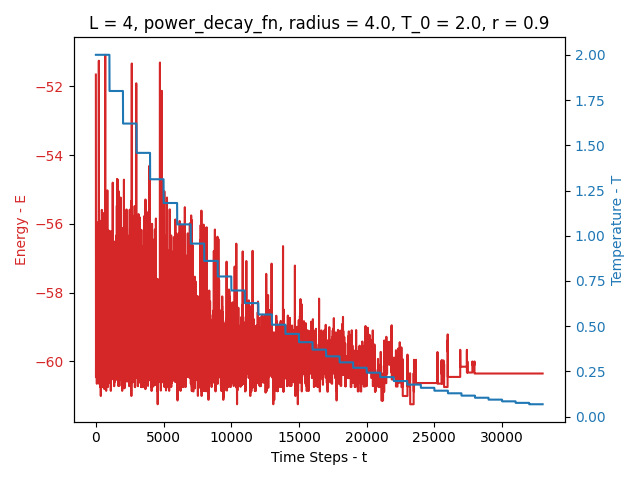 L = 4, power_decay_fn, radius = 4.0, T_0 = 2.0, r = 0.9
−52
−54
−56
−58
−60
Energy - E
2.00
1.75
1.50
1.25
1.00
0.75
0.50
0.25
0.00
Temperature - T
0 5000 10000 15000 20000 25000 30000
Time Steps - t